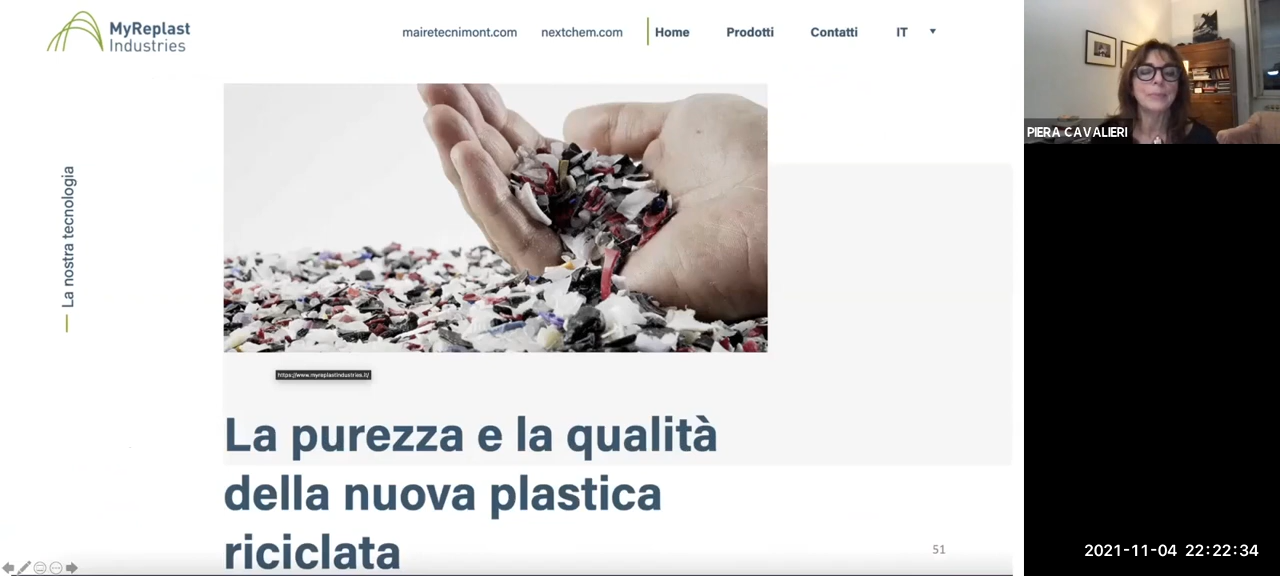 MyReplast
Industries
mairetecnimont.com
nextchem.com
Home
Prodotti
Contatti
IT
PIERA CAVALIERI
La nostra tecnologia
https://www.myreplastindustries.it/
La purezza e la qualità
della nuova plastica
riciclata
51
2021-11-04 22:22:34